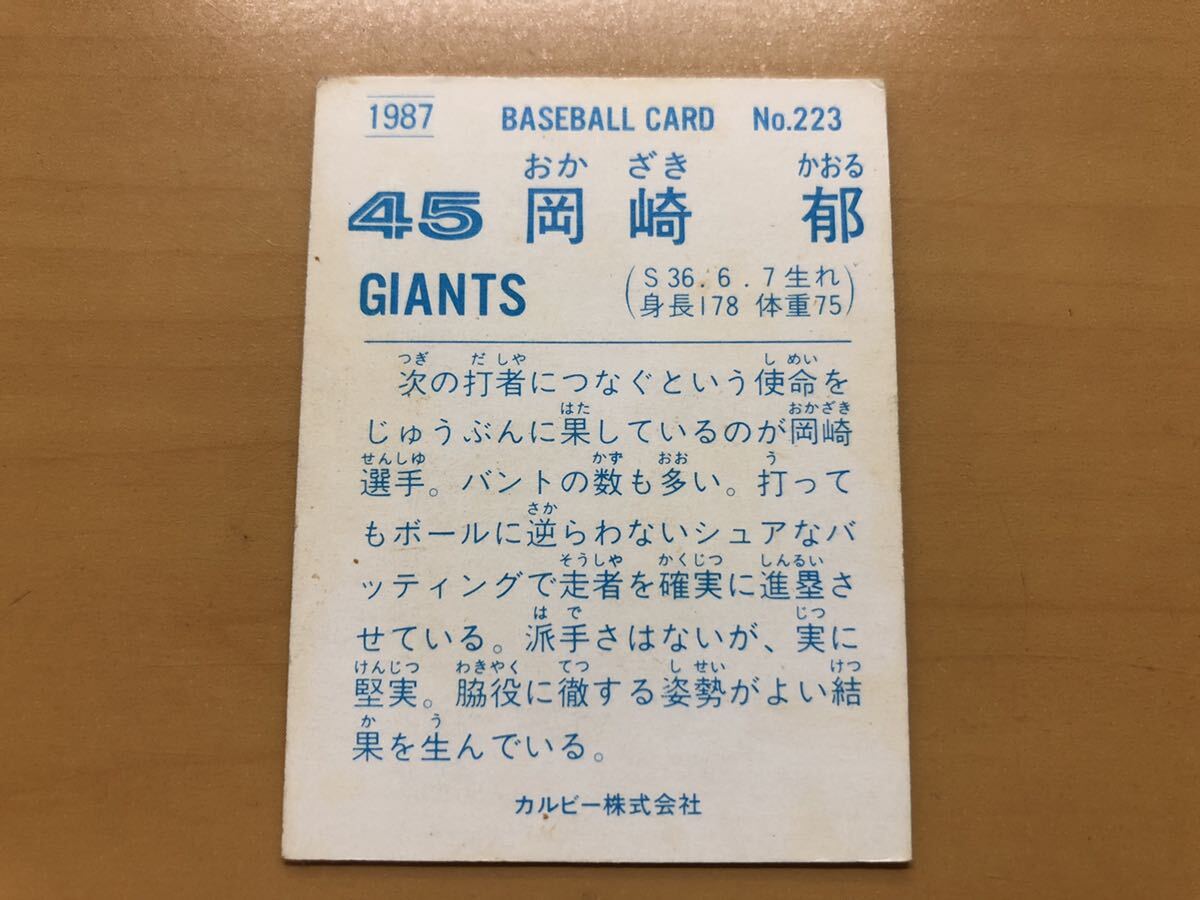 1987 BASEBALL CARD No.223
おか ざき かおる
45 岡崎 郁
GIANTS
(S36.6.7生れ
身長178 体重75)
つぎ だしゃ しめい
次の打者につなぐという使命を
はた おかざき
じゅうぶんに果しているのが岡崎
せんしゆ かず おお う
選手。バントの数も多い。打って
さか
もボールに逆らわないシュアなバ
そうしや かくじつ しんるい
ッティングで走者を確実に進塁さ
はで じつ
せている。派手さはないが、実に
けんじつ わきやく てつ しせい けつ
堅実。脇役に徹する姿勢がよい結
か う
果を生んでいる。
カルビー株式会社